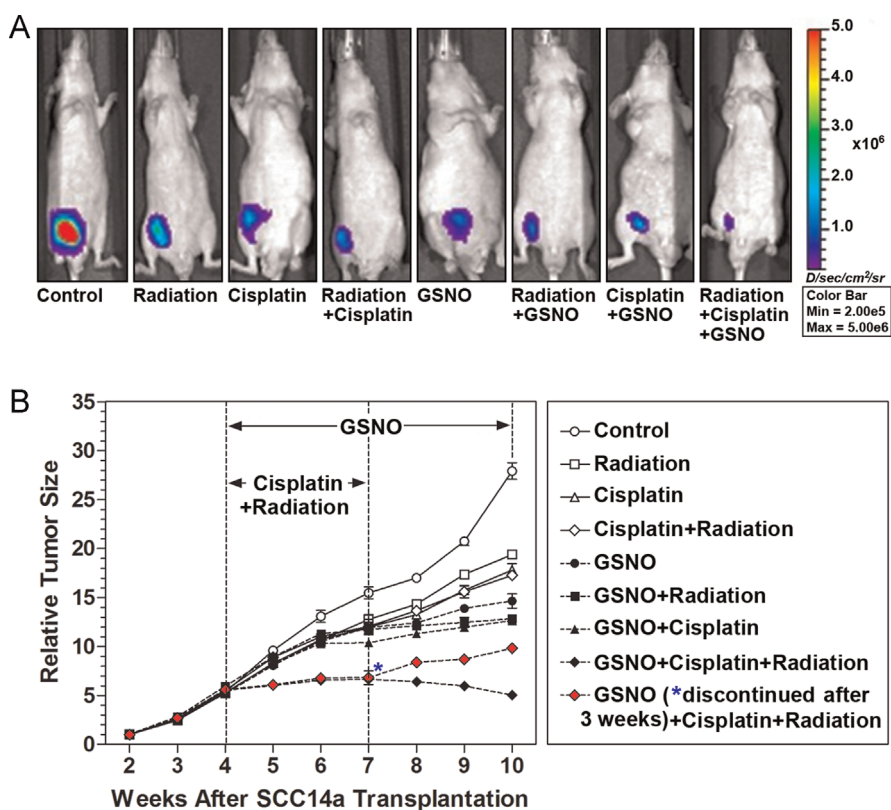 A
5.0
4.0
x10⁶
3.0
2.0
1.0
D/sec/cm²/sr
Color Bar
Min = 2.00e5
Max = 5.00e6
Control
Radiation
Cisplatin
Radiation
+Cisplatin
GSNO
Radiation
+GSNO
Cisplatin
+GSNO
Radiation
+Cisplatin
+GSNO
B
Relative Tumor Size
35
30
25
20
15
10
5
0
GSNO
Cisplatin
+Radiation
*
2 3 4 5 6 7 8 9 10
Weeks After SCC14a Transplantation
Control
Radiation
Cisplatin
Cisplatin+Radiation
GSNO
GSNO+Radiation
GSNO+Cisplatin
GSNO+Cisplatin+Radiation
GSNO (*discontinued after
3 weeks)+Cisplatin+Radiation